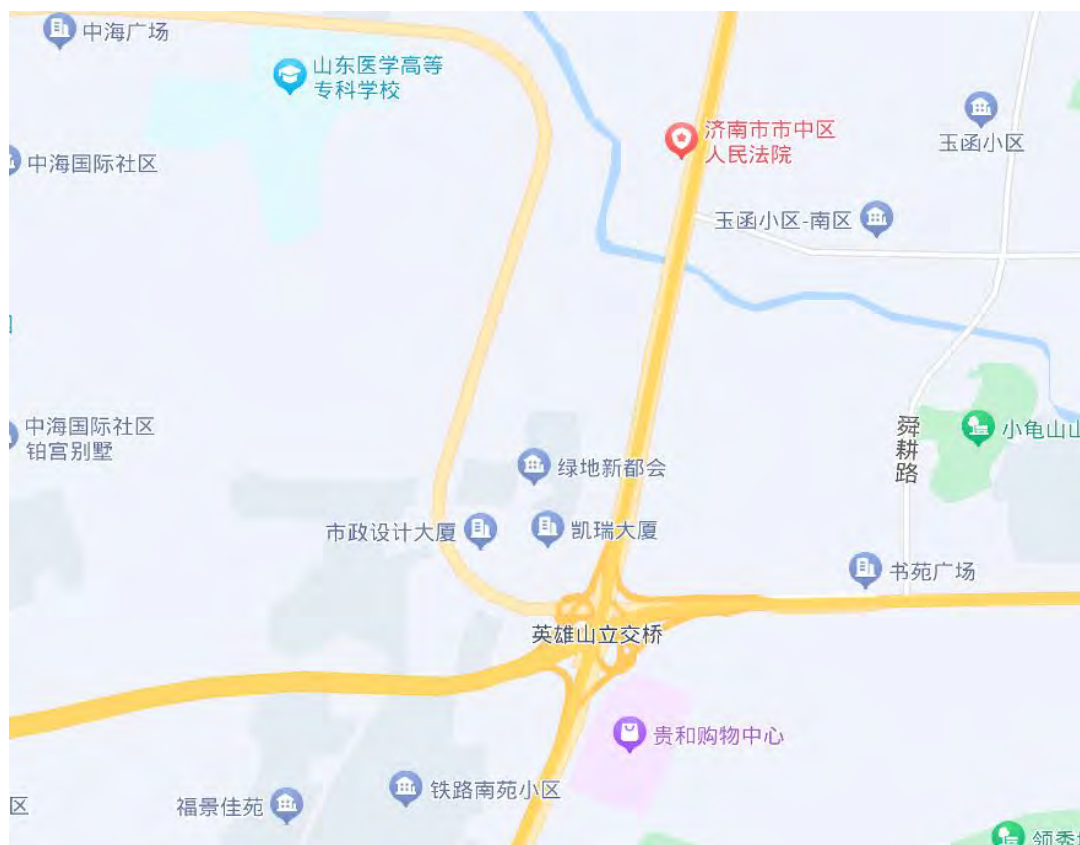 中海广场
山东医学高等
专科学校
济南市市中区
人民法院
玉函小区
中海国际社区
玉函小区-南区
中海国际社区
铂宫别墅
舜耕路
小龟山山
绿地新都会
市政设计大厦
凯瑞大厦
书苑广场
英雄山立交桥
贵和购物中心
铁路南苑小区
福景佳苑
区
领秀